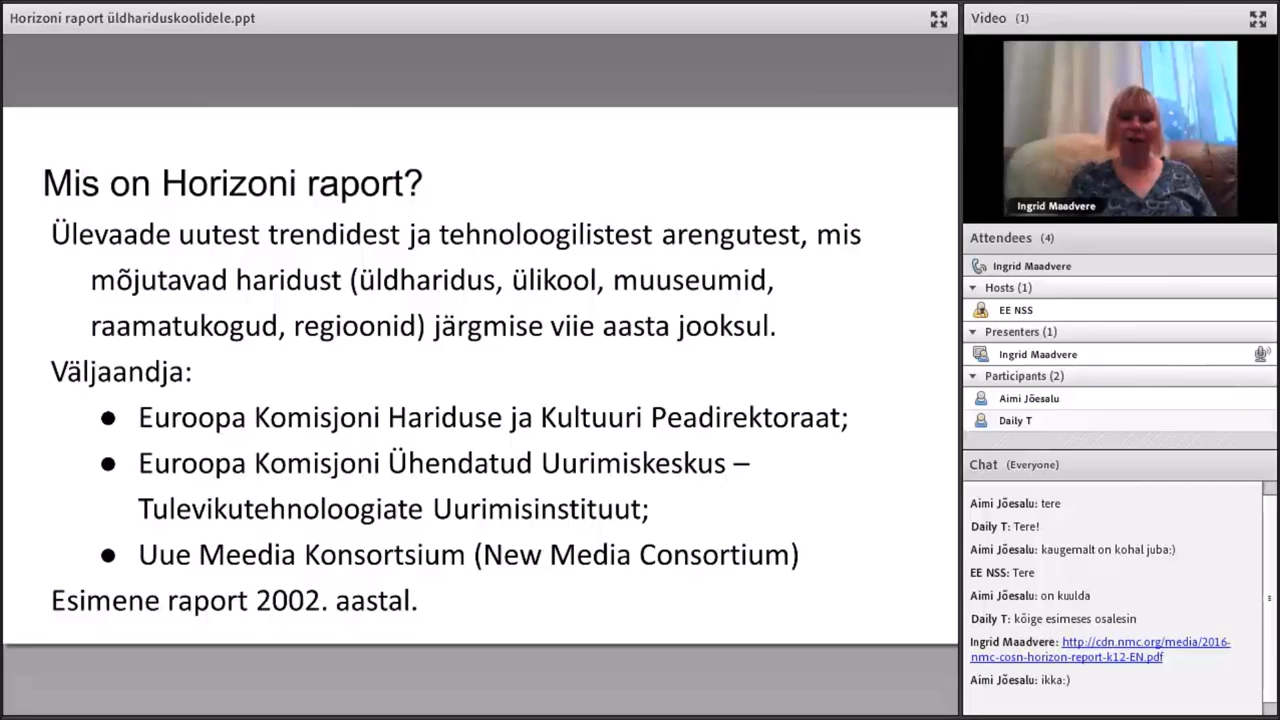 Horizoni raport üldhariduskoolidele.ppt
Mis on Horizoni raport?
Ülevaade uutest trendidest ja tehnoloogilistest arengutest, mis
mõjutavad haridust (üldharidus, ülikool, muuseumid,
raamatukogud, regioonid) järgmise viie aasta jooksul.
Väljaandja:
● Euroopa Komisjoni Hariduse ja Kultuuri Peadirektoraat;
● Euroopa Komisjoni Ühendatud Uurimiskeskus –
Tulevikutehnoloogiate Uurimisinstituut;
● Uue Meedia Konsortsium (New Media Consortium)
Esimene raport 2002. aastal.
Video (1)
Ingrid Maadvere
Attendees (4)
Ingrid Maadvere
Hosts (1)
EE NSS
Presenters (1)
Ingrid Maadvere
Participants (2)
Aimi Jõesalu
Daily T
Chat (Everyone)
Aimi Jõesalu: tere
Daily T: Tere!
Aimi Jõesalu: kaugemalt on kohal juba:)
EE NSS: Tere
Aimi Jõesalu: on kuulda
Daily T: kõige esimeses osalesin
Ingrid Maadvere: http://cdn.nmc.org/media/2016-
nmc-cosn-horizon-report-k12-EN.pdf
Aimi Jõesalu: ikka:)